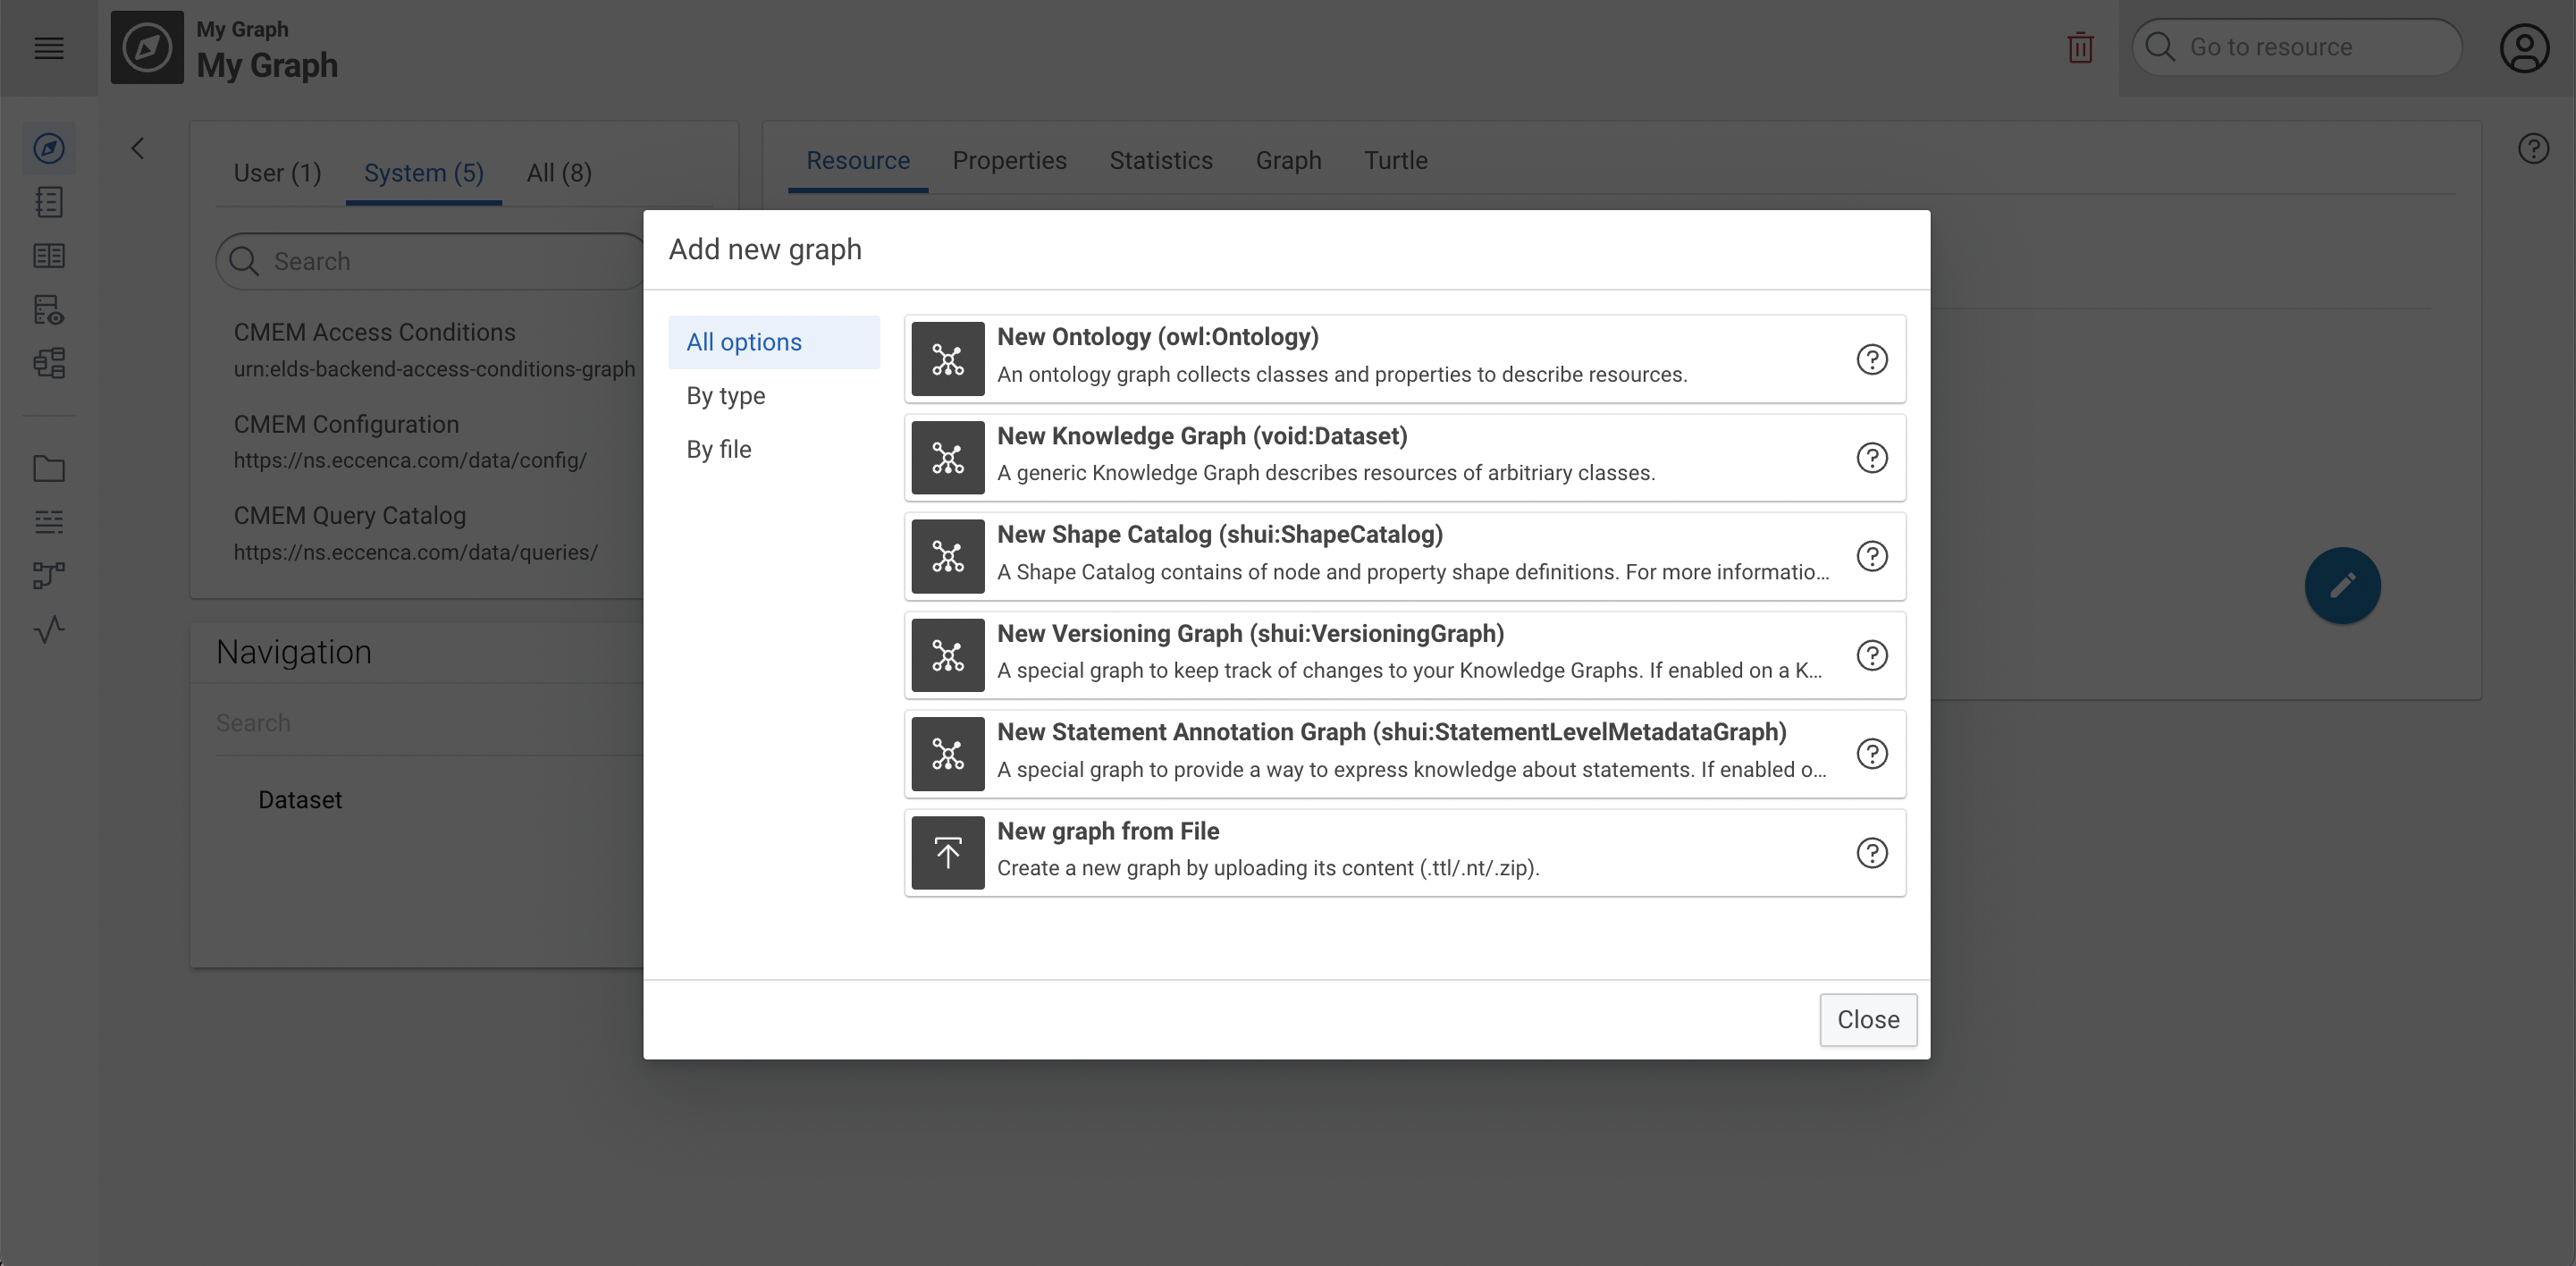 My Graph
My Graph
Go to resource
User (1)
System (5)
All (8)
Search
CMEM Access Conditions
urn:elds-backend-access-conditions-graph
CMEM Configuration
https://ns.eccenca.com/data/config/
CMEM Query Catalog
https://ns.eccenca.com/data/queries/
Navigation
Search
Dataset
Resource
Properties
Statistics
Graph
Turtle
Add new graph
All options
By type
By file
New Ontology (owl:Ontology)
An ontology graph collects classes and properties to describe resources.
New Knowledge Graph (void:Dataset)
A generic Knowledge Graph describes resources of arbitriary classes.
New Shape Catalog (shui:ShapeCatalog)
A Shape Catalog contains of node and property shape definitions. For more informatio...
New Versioning Graph (shui:VersioningGraph)
A special graph to keep track of changes to your Knowledge Graphs. If enabled on a K...
New Statement Annotation Graph (shui:StatementLevelMetadataGraph)
A special graph to provide a way to express knowledge about statements. If enabled o...
New graph from File
Create a new graph by uploading its content (.ttl/.nt/.zip).
Close